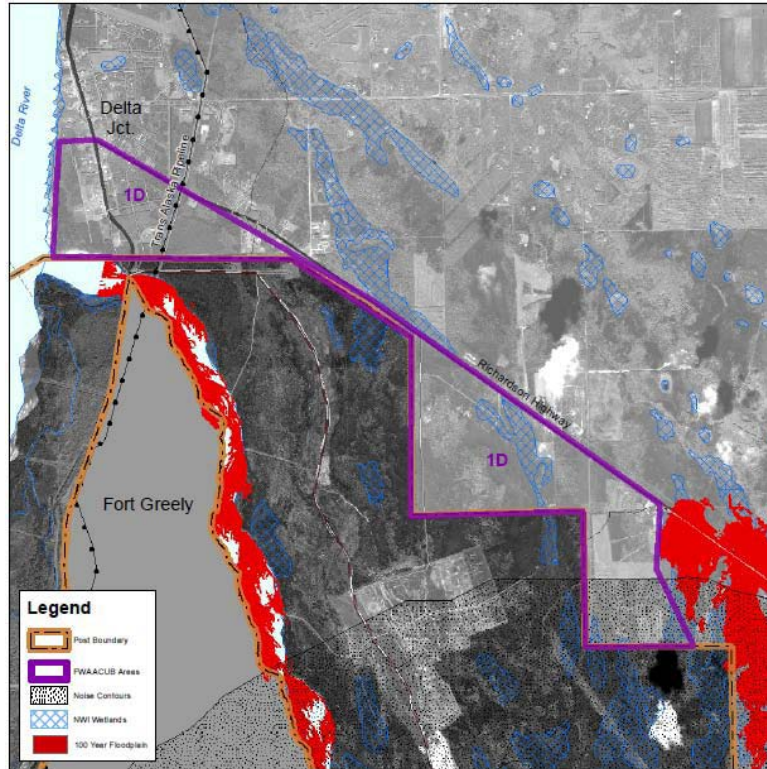 Delta River
Delta
Jct.
1D
Trans Alaska Pipeline
Richardson Highway
1D
Fort Greely
Legend
Post Boundary
FWAACUB Areas
Noise Contours
NWI Wetlands
100 Year Floodplain